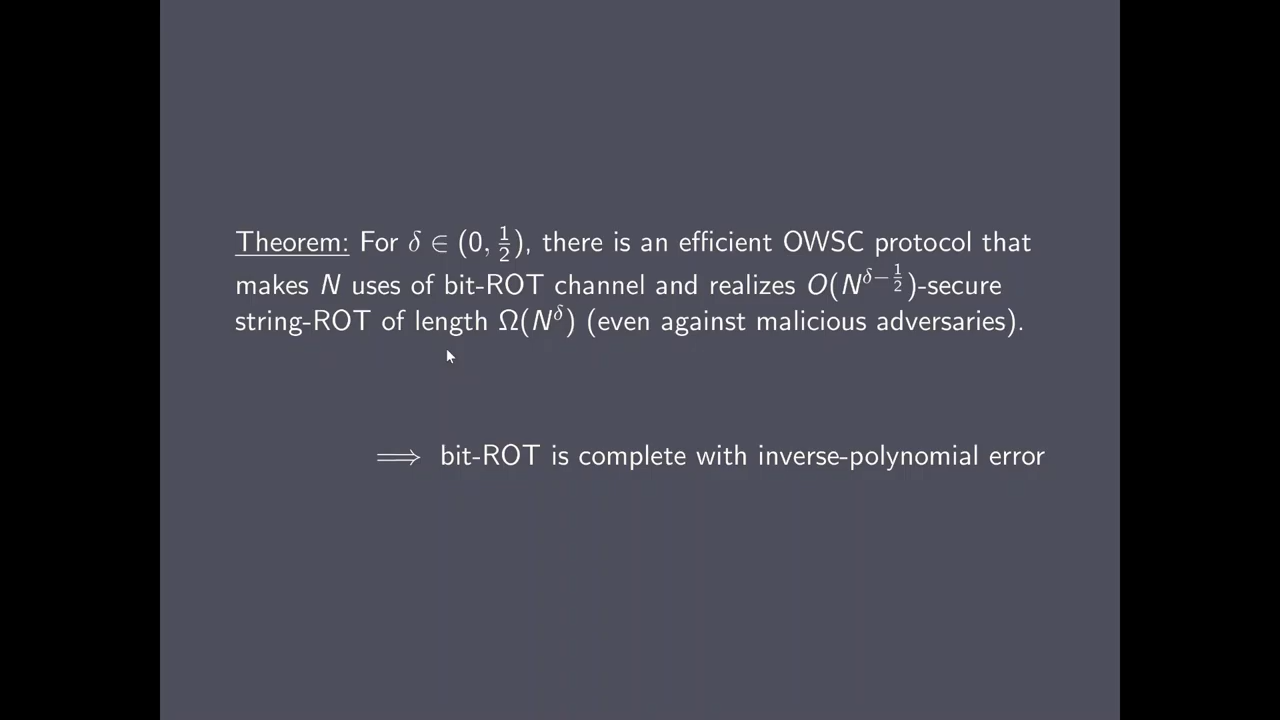 Theorem: For δ ∈ (0, 1/2), there is an efficient OWSC protocol that
makes N uses of bit-ROT channel and realizes O(N^{δ−1/2})-secure
string-ROT of length Ω(N^δ) (even against malicious adversaries).
⟹ bit-ROT is complete with inverse-polynomial error